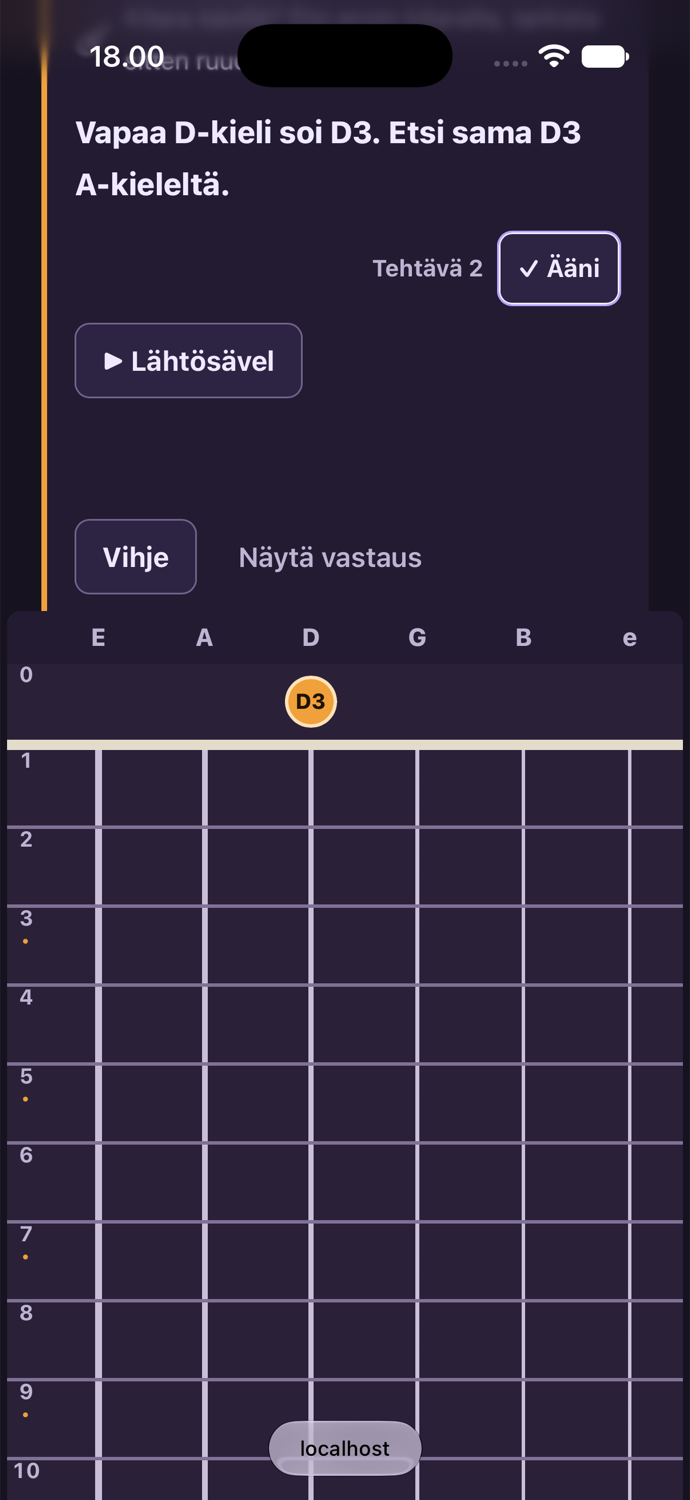 18.00
Vapaa D-kieli soi D3. Etsi sama D3
A-kieleltä.
Tehtävä 2
✓ Ääni
▶ Lähtösävel
Vihje
Näytä vastaus
E A D G B e
0
D3
1
2
3
4
5
6
7
8
9
localhost
10